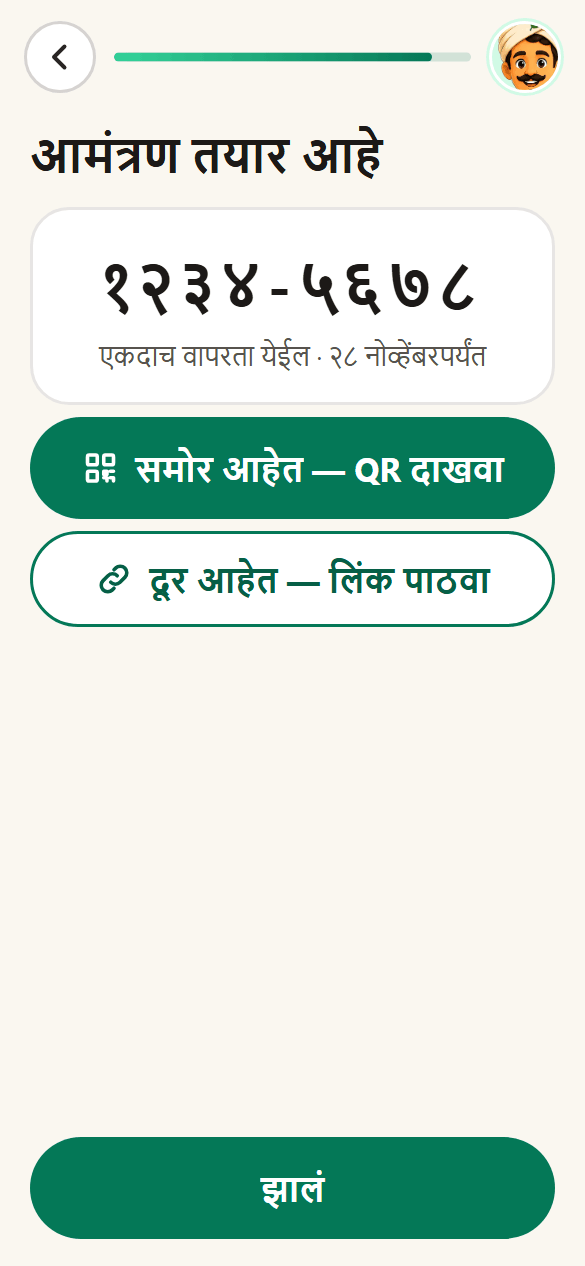 आमंत्रण तयार आहे
१२३४-५६७८
एकदाच वापरता येईल · २८ नोव्हेंबरपर्यंत
समोर आहेत — QR दाखवा
दूर आहेत — लिंक पाठवा
झालं